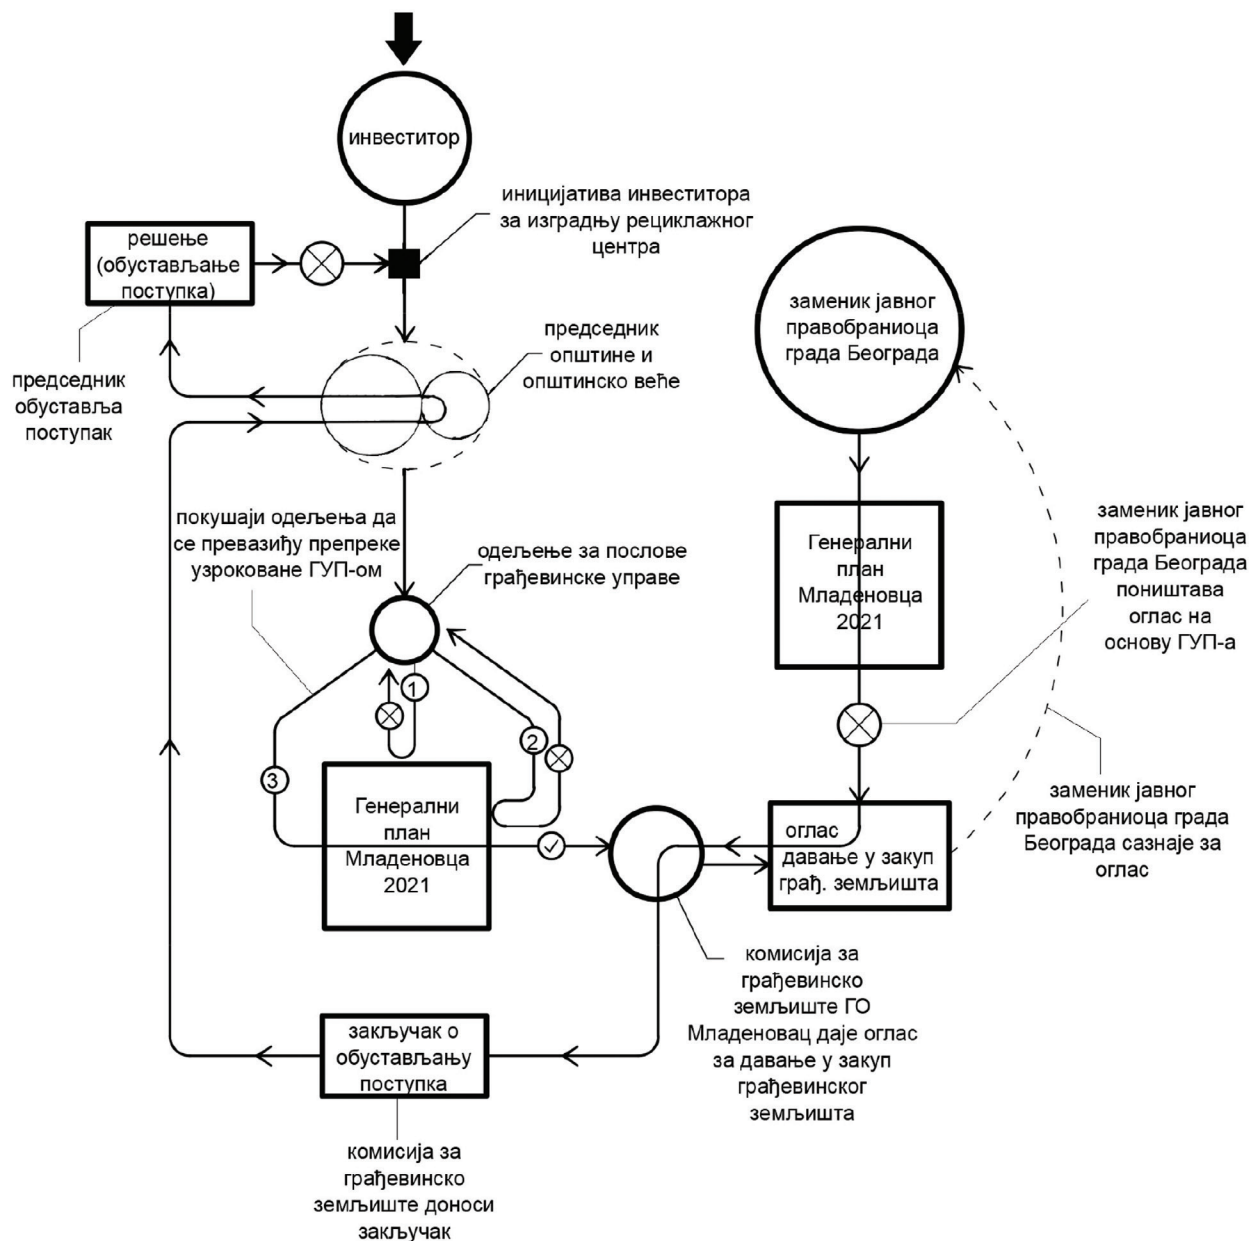 инвеститор
иницијатива инвеститора
за изградњу рециклажног
центра
решење
(обустављање
поступка)
председник
обуставља
поступак
председник
општине и
општинско веће
заменик јавног
правобраниоца
града Београда
покушаји одељења да
се превазиђу препреке
узроковане ГУП-ом
одељење за послове
грађевинске управе
Генерални
план
Младеновца
2021
заменик јавног
правобраниоца
града Београда
поништава
оглас на
основу ГУП-а
1
2
3
Генерални
план
Младеновца
2021
оглас
давање у закуп
грађ. земљишта
заменик јавног
правобраниоца града
Београда сазнаје за
оглас
комисија за
грађевинско
земљиште ГО
Младеновац даје оглас
за давање у закуп
грађевинског
земљишта
закључак о
обустављању
поступка
комисија за
грађевинско
земљиште доноси
закључак